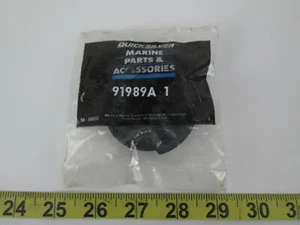 QUICKSILVER
MARINE
PARTS &
ACCESSORIES
91989A 1
24 25 26 27 28 29 30